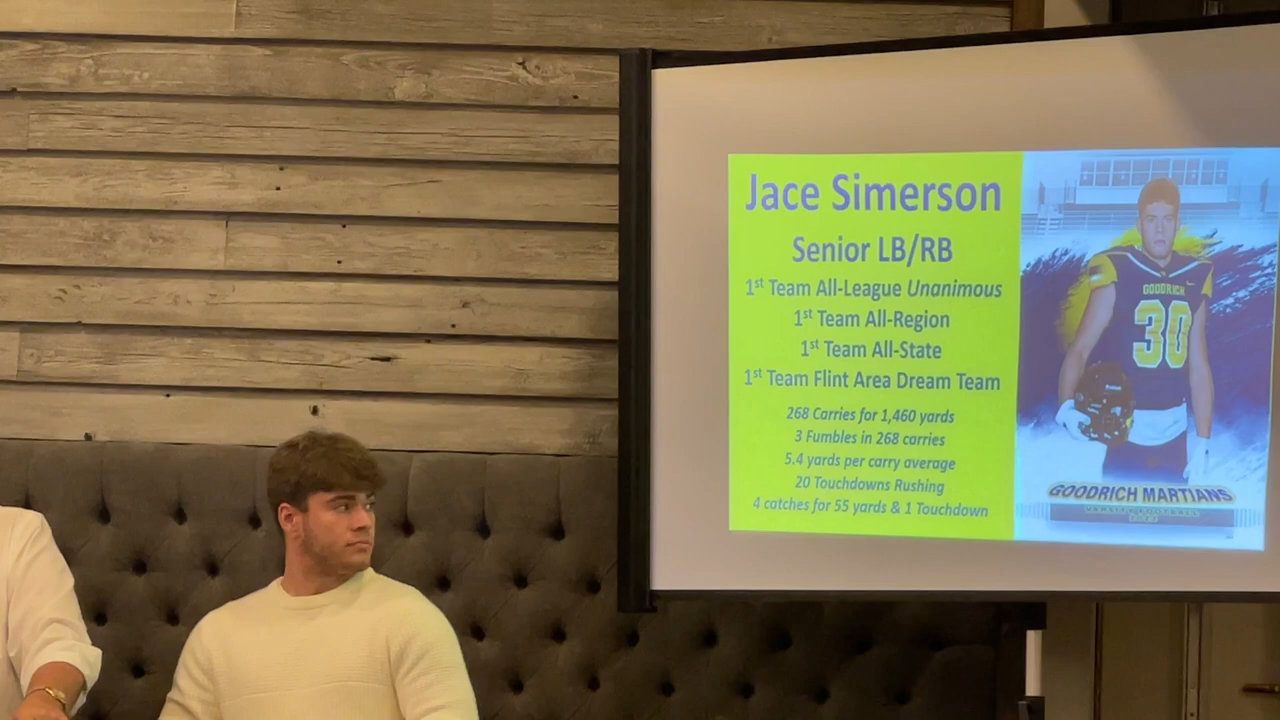 Jace Simerson
Senior LB/RB
1st Team All-League Unanimous
1st Team All-Region
1st Team All-State
1st Team Flint Area Dream Team
268 Carries for 1,460 yards
3 Fumbles in 268 carries
5.4 yards per carry average
20 Touchdowns Rushing
4 catches for 55 yards & 1 Touchdown
GOODRICH
30
GOODRICH MARTIANS
VARSITY FOOTBALL